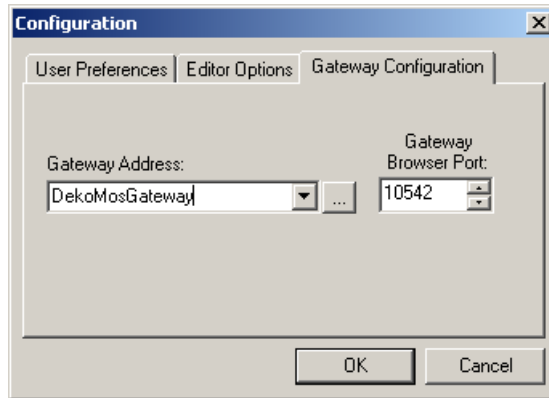 Configuration
User Preferences Editor Options Gateway Configuration
Gateway
Browser Port:
Gateway Address:
DekoMosGateway ... 10542
OK Cancel